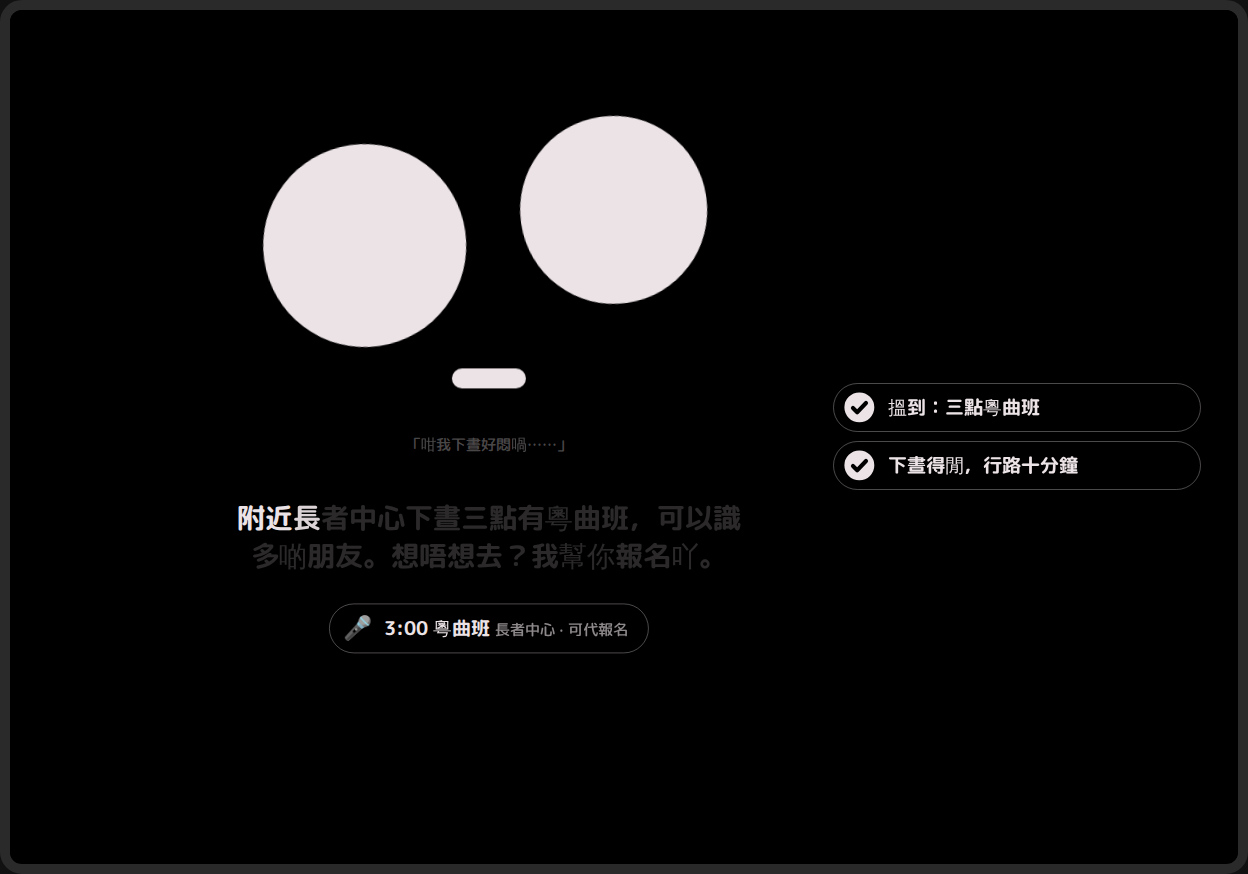 「咁我下晝好悶喎⋯⋯」
附近長者中心下晝三點有粵曲班，可以識
多啲朋友。想唔想去？我幫你報名吖。
3:00 粵曲班 長者中心 · 可代報名
搵到：三點粵曲班
下晝得閒，行路十分鐘